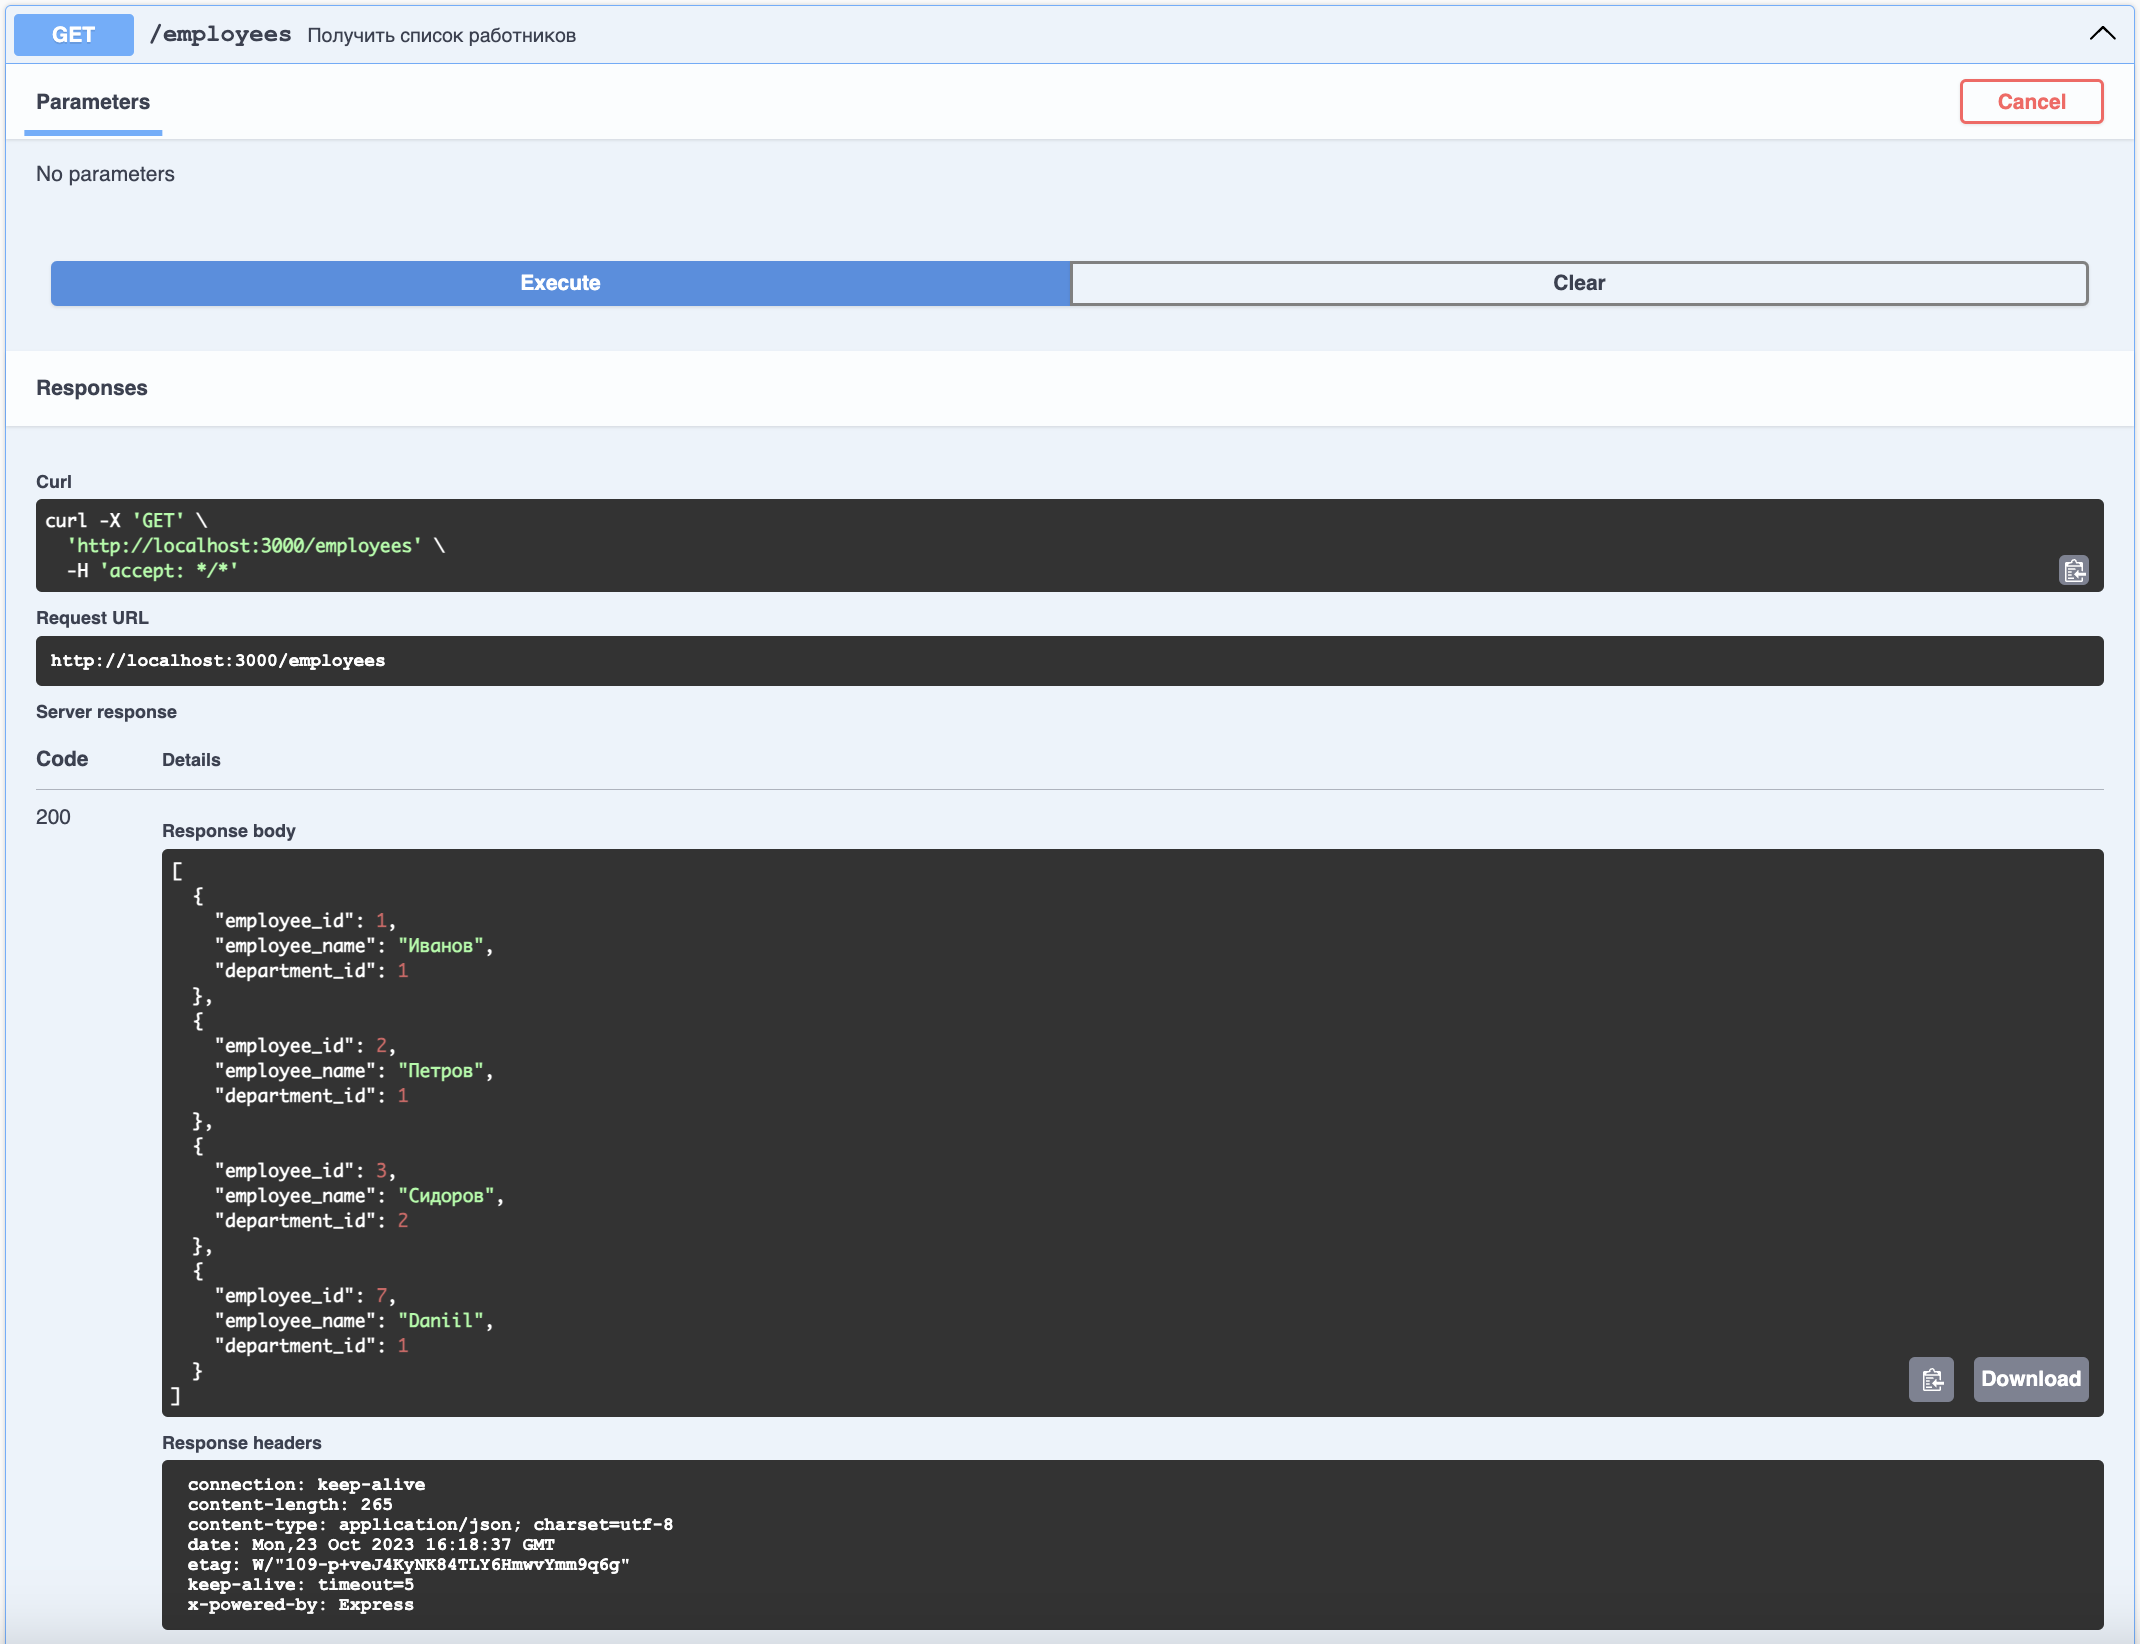 GET /employees Получить список работников
Parameters Cancel
No parameters
Execute Clear
Responses
Curl
curl -X 'GET' \
  'http://localhost:3000/employees' \
  -H 'accept: */*'
Request URL
http://localhost:3000/employees
Server response
Code Details
200
Response body
[
  {
    "employee_id": 1,
    "employee_name": "Иванов",
    "department_id": 1
  },
  {
    "employee_id": 2,
    "employee_name": "Петров",
    "department_id": 1
  },
  {
    "employee_id": 3,
    "employee_name": "Сидоров",
    "department_id": 2
  },
  {
    "employee_id": 7,
    "employee_name": "Daniil",
    "department_id": 1
  }
]
Download
Response headers
connection: keep-alive
content-length: 265
content-type: application/json; charset=utf-8
date: Mon,23 Oct 2023 16:18:37 GMT
etag: W/"109-p+veJ4KyNK84TLY6HmwvYmm9q6g"
keep-alive: timeout=5
x-powered-by: Express